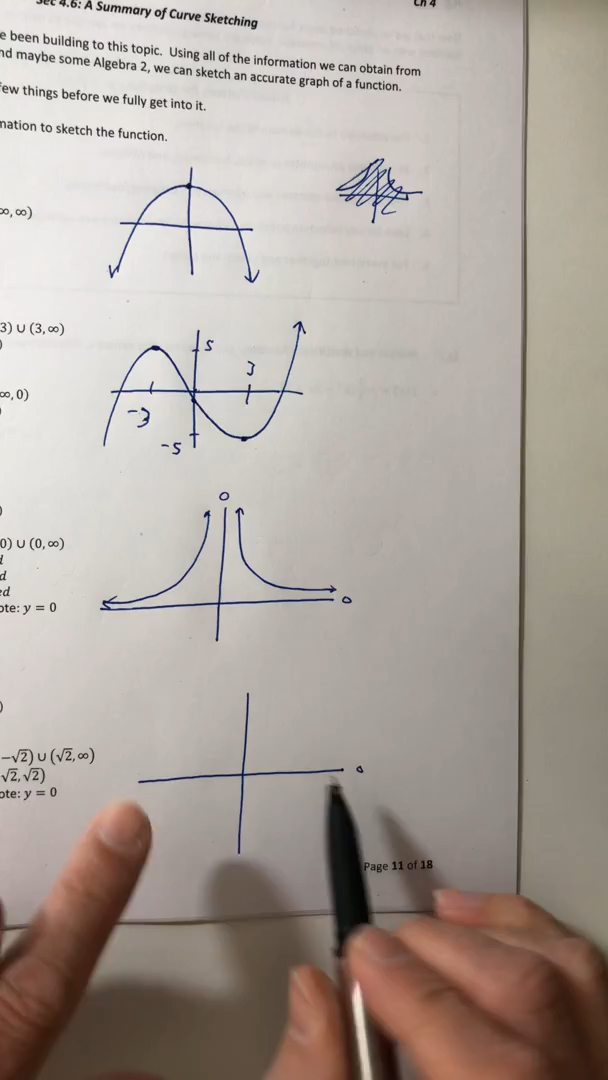 Sec 4.6: A Summary of Curve Sketching
Ch 4
e been building to this topic. Using all of the information we can obtain from
nd maybe some Algebra 2, we can sketch an accurate graph of a function.
few things before we fully get into it.
mation to sketch the function.
∞, ∞)
3) ∪ (3, ∞)
)
5
3
∞, 0)
)
-3
-5
)
0
0) ∪ (0, ∞)
d
d
ed
ote: y = 0
0
)
−√2) ∪ (√2, ∞)
√2, √2)
ote: y = 0
0
Page 11 of 18